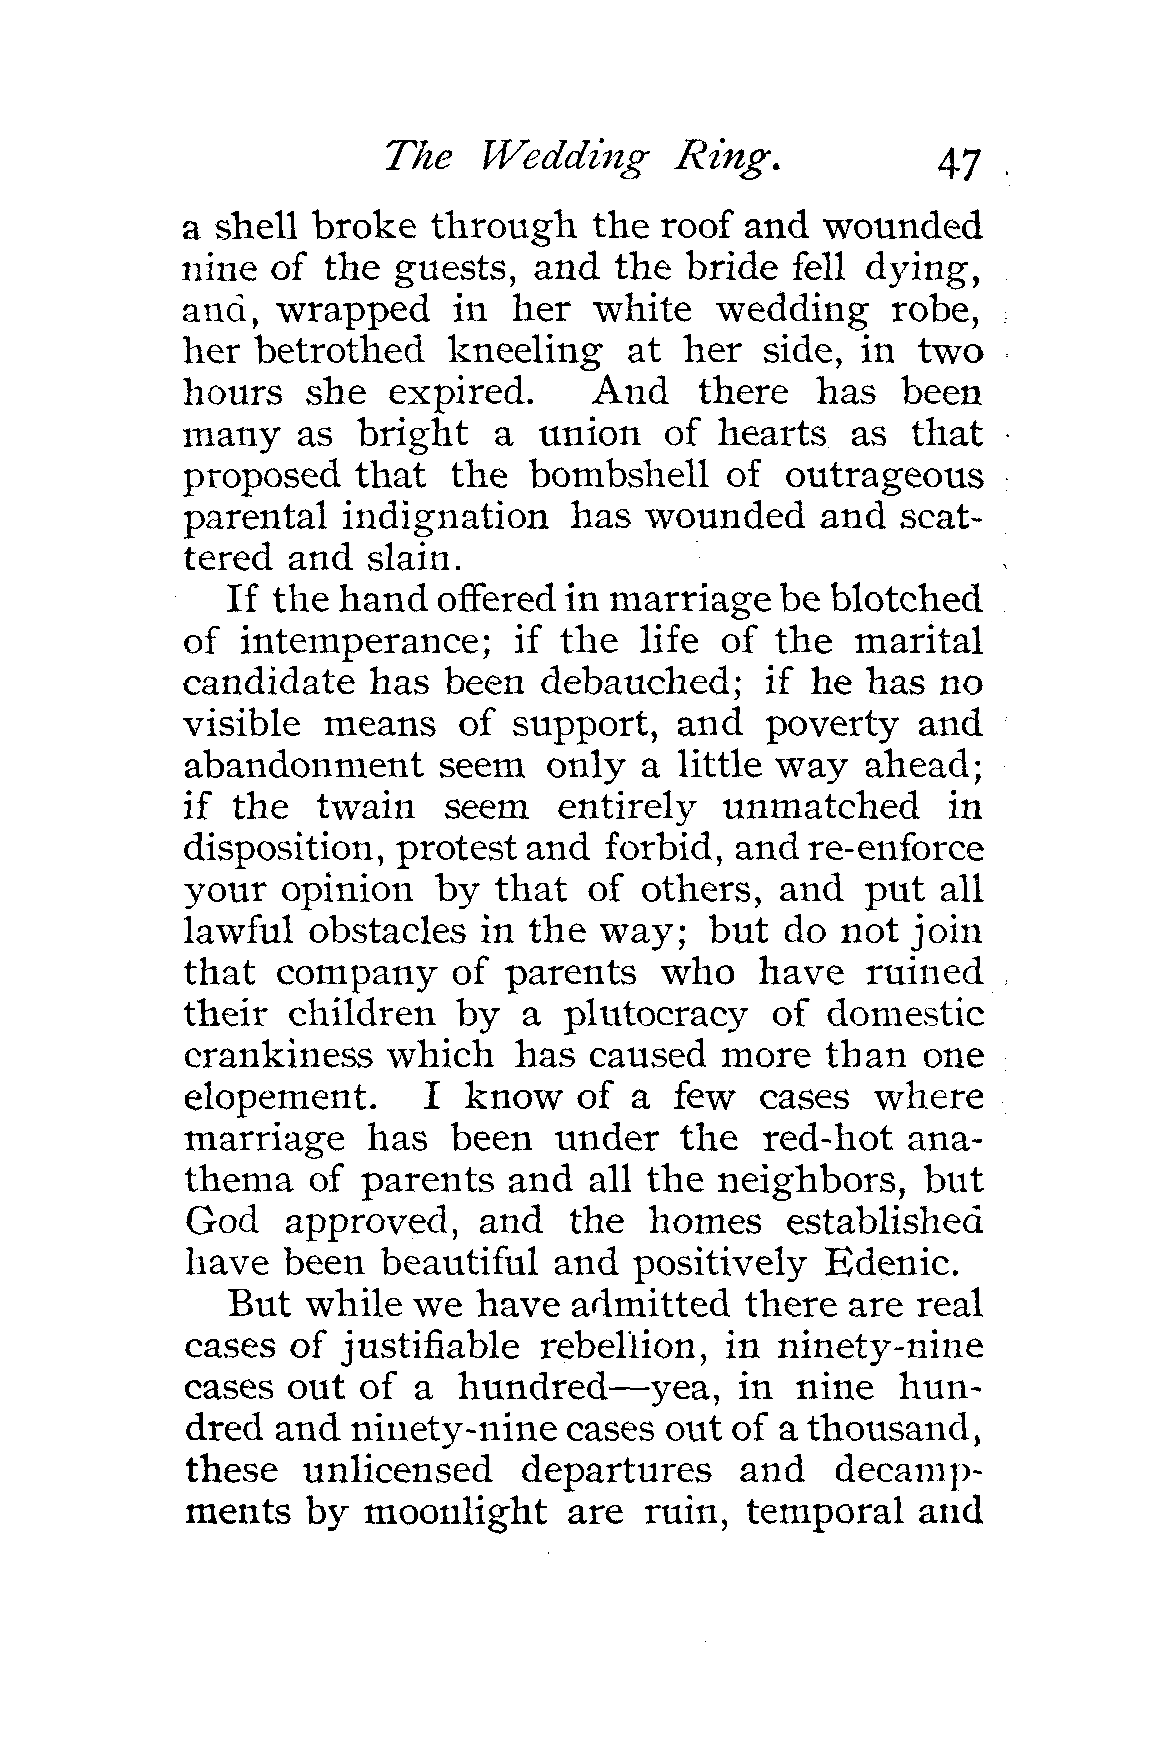 The Wedding Ring. 47
a shell broke through the roof and wounded
nine of the guests, and the bride fell dying,
and, wrapped in her white wedding robe,
her betrothed kneeling at her side, in two
hours she expired. And there has been
many as bright a union of hearts as that
proposed that the bombshell of outrageous
parental indignation has wounded and scat-
tered and slain.
If the hand offered in marriage be blotched
of intemperance; if the life of the marital
candidate has been debauched; if he has no
visible means of support, and poverty and
abandonment seem only a little way ahead;
if the twain seem entirely unmatched in
disposition, protest and forbid, and re-enforce
your opinion by that of others, and put all
lawful obstacles in the way; but do not join
that company of parents who have ruined
their children by a plutocracy of domestic
crankiness which has caused more than one
elopement. I know of a few cases where
marriage has been under the red-hot ana-
thema of parents and all the neighbors, but
God approved, and the homes established
have been beautiful and positively Edenic.
But while we have admitted there are real
cases of justifiable rebellion, in ninety-nine
cases out of a hundred—yea, in nine hun-
dred and ninety-nine cases out of a thousand,
these unlicensed departures and decamp-
ments by moonlight are ruin, temporal and